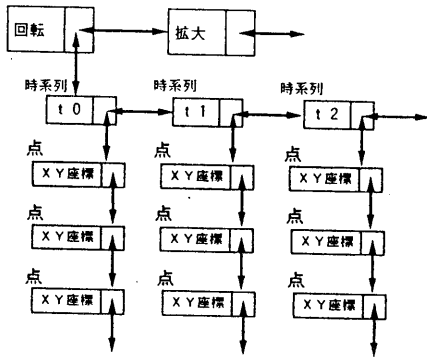 回転 拡大
時系列 時系列 時系列
t0 t1 t2
点 点 点
XY座標 XY座標 XY座標
点 点 点
XY座標 XY座標 XY座標
点 点 点
XY座標 XY座標 XY座標